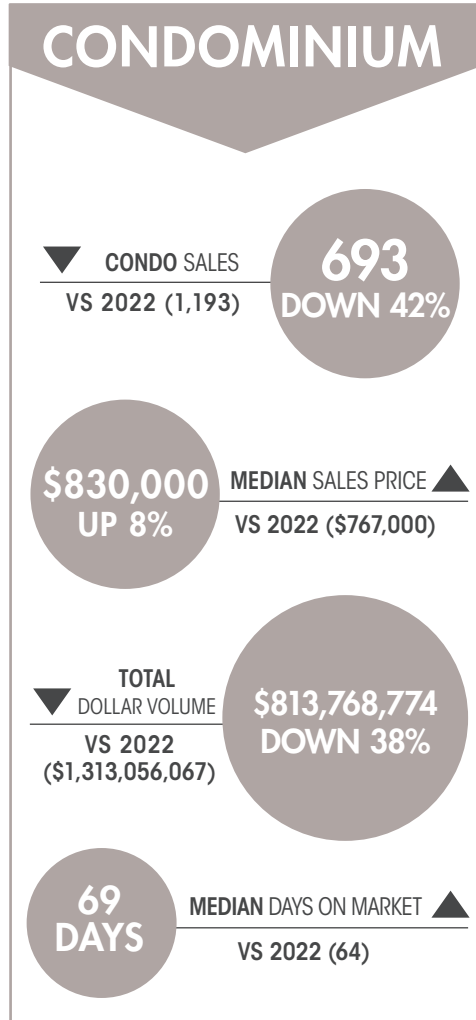 CONDOMINIUM
CONDO SALES
VS 2022 (1,193)
693
DOWN 42%
$830,000
UP 8%
MEDIAN SALES PRICE
VS 2022 ($767,000)
TOTAL
DOLLAR VOLUME
VS 2022
($1,313,056,067)
$813,768,774
DOWN 38%
69
DAYS
MEDIAN DAYS ON MARKET
VS 2022 (64)